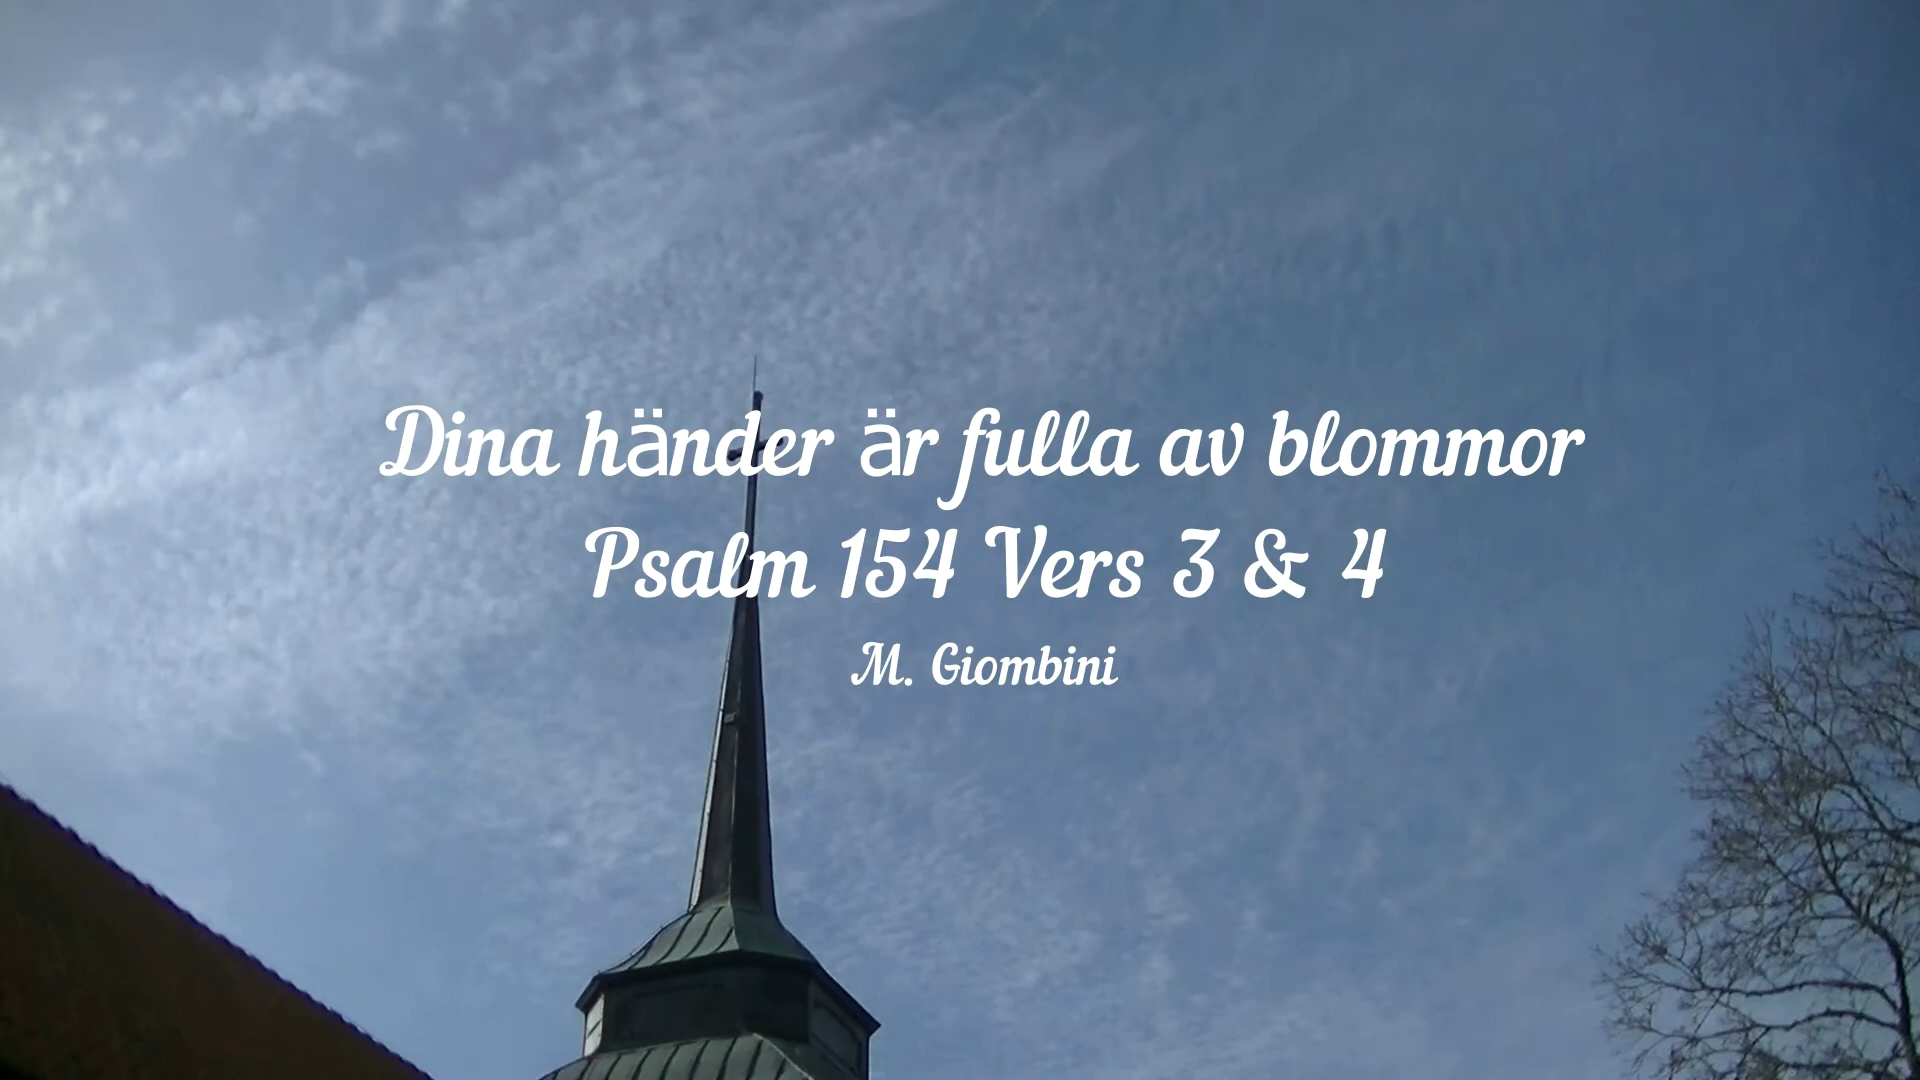 Dina händer är fulla av blommor
Psalm 154 Vers 3 & 4
M. Giombini